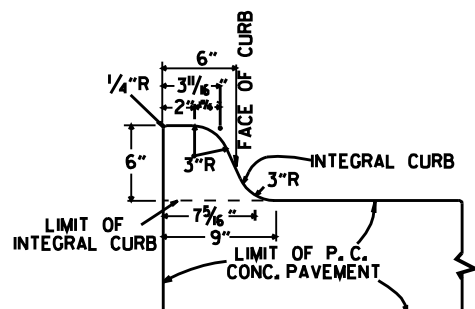 6"
FACE OF CURB
1/4"R
3 11/16"
2"
6"
3"R
INTEGRAL CURB
3"R
LIMIT OF
INTEGRAL CURB
7 5/16"
9"
LIMIT OF P.C.
CONC. PAVEMENT